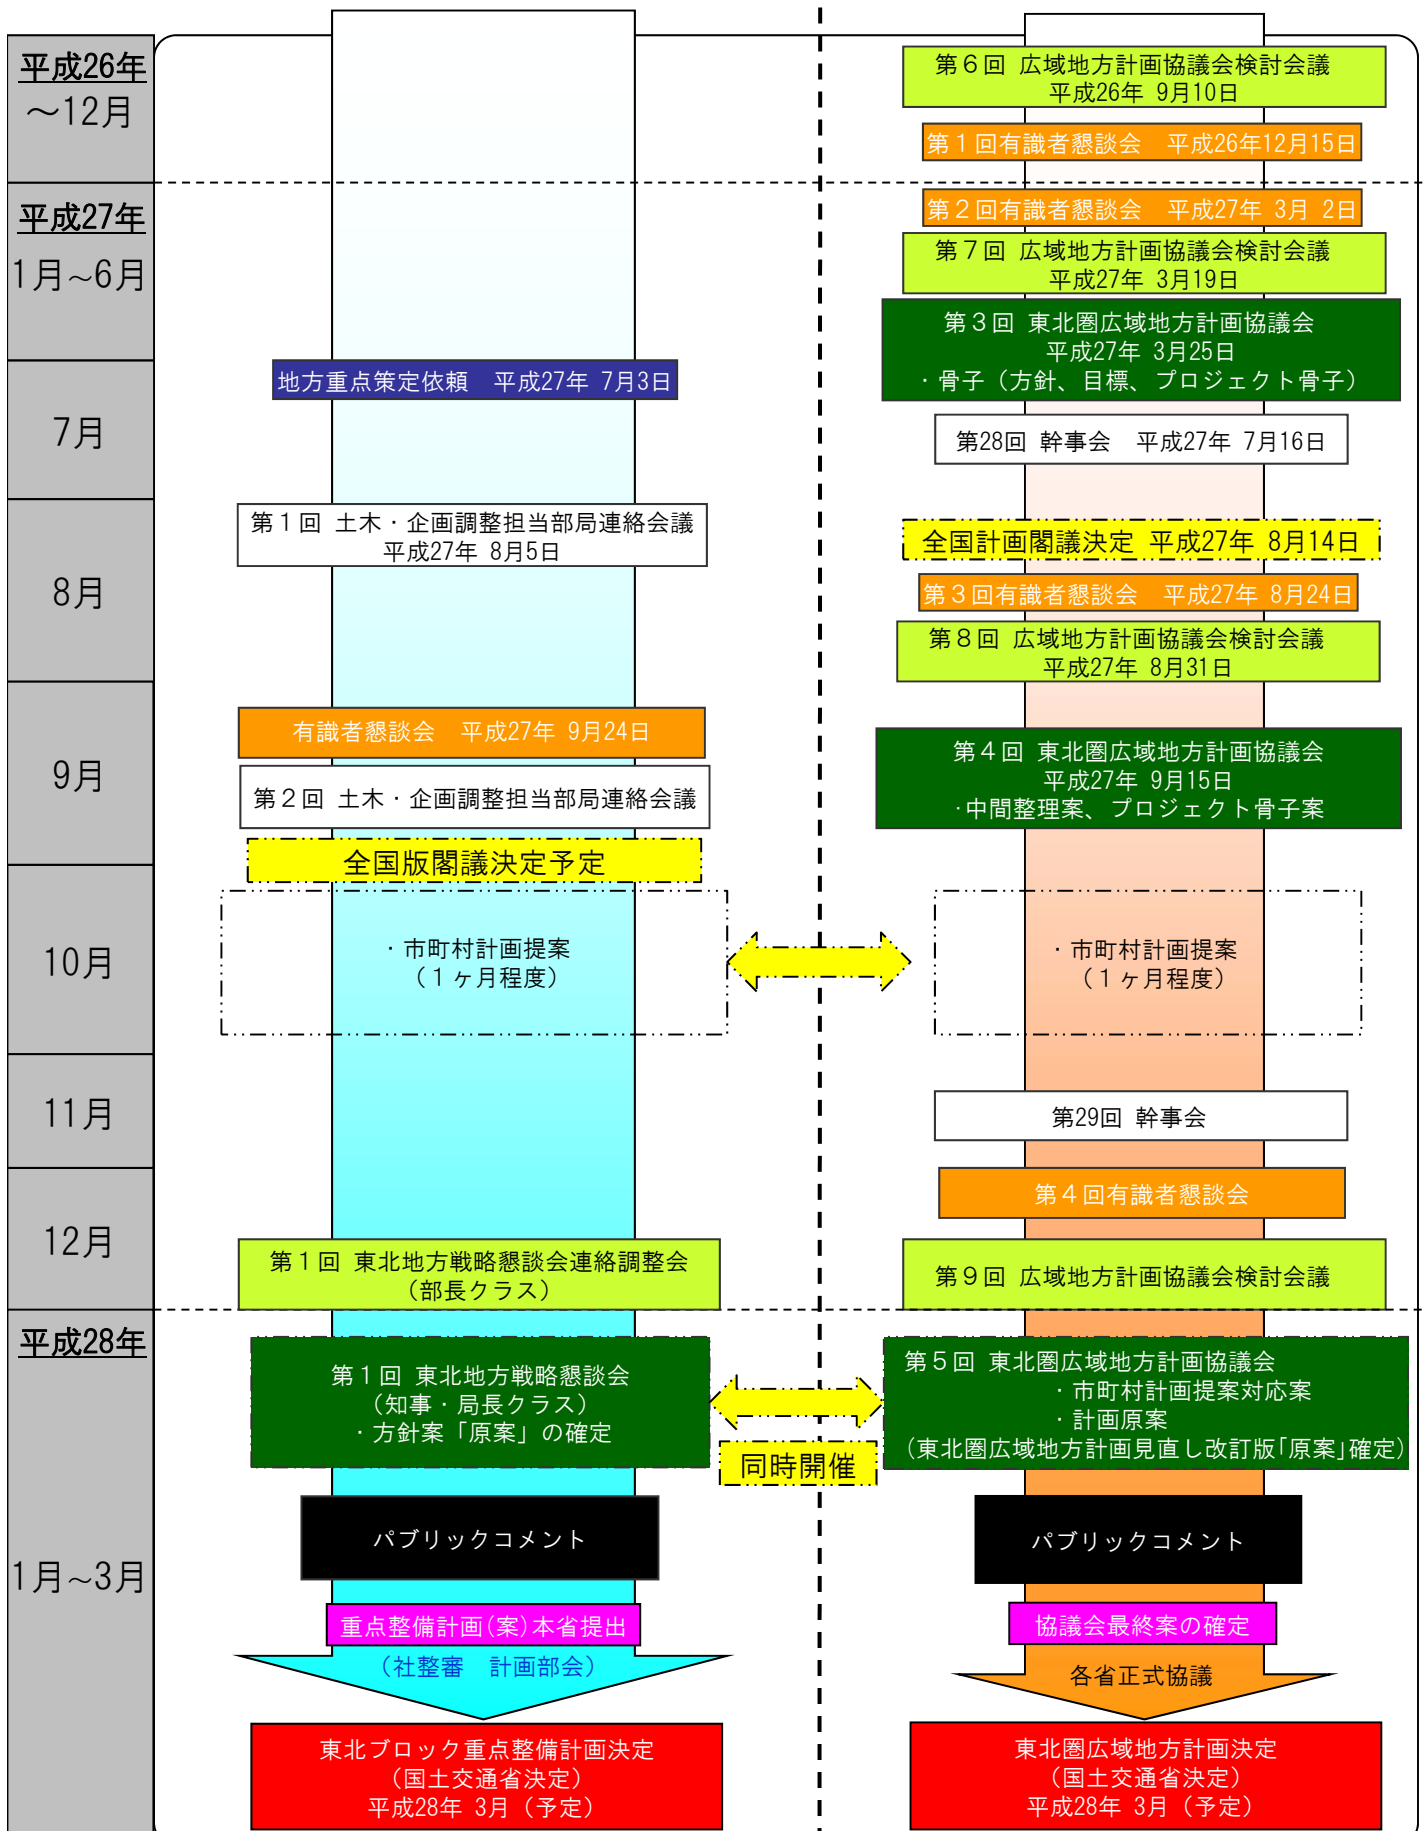 平成26年
～12月
第６回 広域地方計画協議会検討会議
平成26年 9月10日
第１回有識者懇談会　平成26年12月15日
平成27年
1月~6月
第２回有識者懇談会　平成27年 3月 2日
第７回 広域地方計画協議会検討会議
平成27年 3月19日
第３回 東北圏広域地方計画協議会
平成27年 3月25日
・骨子（方針、目標、プロジェクト骨子）
7月
地方重点策定依頼　平成27年 7月3日
第28回 幹事会　平成27年 7月16日
8月
第１回 土木・企画調整担当部局連絡会議
平成27年 8月5日
全国計画閣議決定 平成27年 8月14日
第３回有識者懇談会　平成27年 8月24日
第８回 広域地方計画協議会検討会議
平成27年 8月31日
9月
有識者懇談会　平成27年 9月24日
第２回 土木・企画調整担当部局連絡会議
全国版閣議決定予定
第４回 東北圏広域地方計画協議会
平成27年 9月15日
・中間整理案、プロジェクト骨子案
10月
・市町村計画提案
（１ヶ月程度）
・市町村計画提案
（１ヶ月程度）
11月
第29回 幹事会
12月
第４回有識者懇談会
第１回 東北地方戦略懇談会連絡調整会
（部長クラス）
第９回 広域地方計画協議会検討会議
平成28年
1月~3月
第１回 東北地方戦略懇談会
（知事・局長クラス）
・方針案「原案」の確定
同時開催
第５回 東北圏広域地方計画協議会
・市町村計画提案対応案
・計画原案
（東北圏広域地方計画見直し改訂版「原案」確定）
パブリックコメント
パブリックコメント
重点整備計画(案)本省提出
（社整審　計画部会）
協議会最終案の確定
各省正式協議
東北ブロック重点整備計画決定
（国土交通省決定）
平成28年 3月（予定）
東北圏広域地方計画決定
（国土交通省決定）
平成28年 3月（予定）